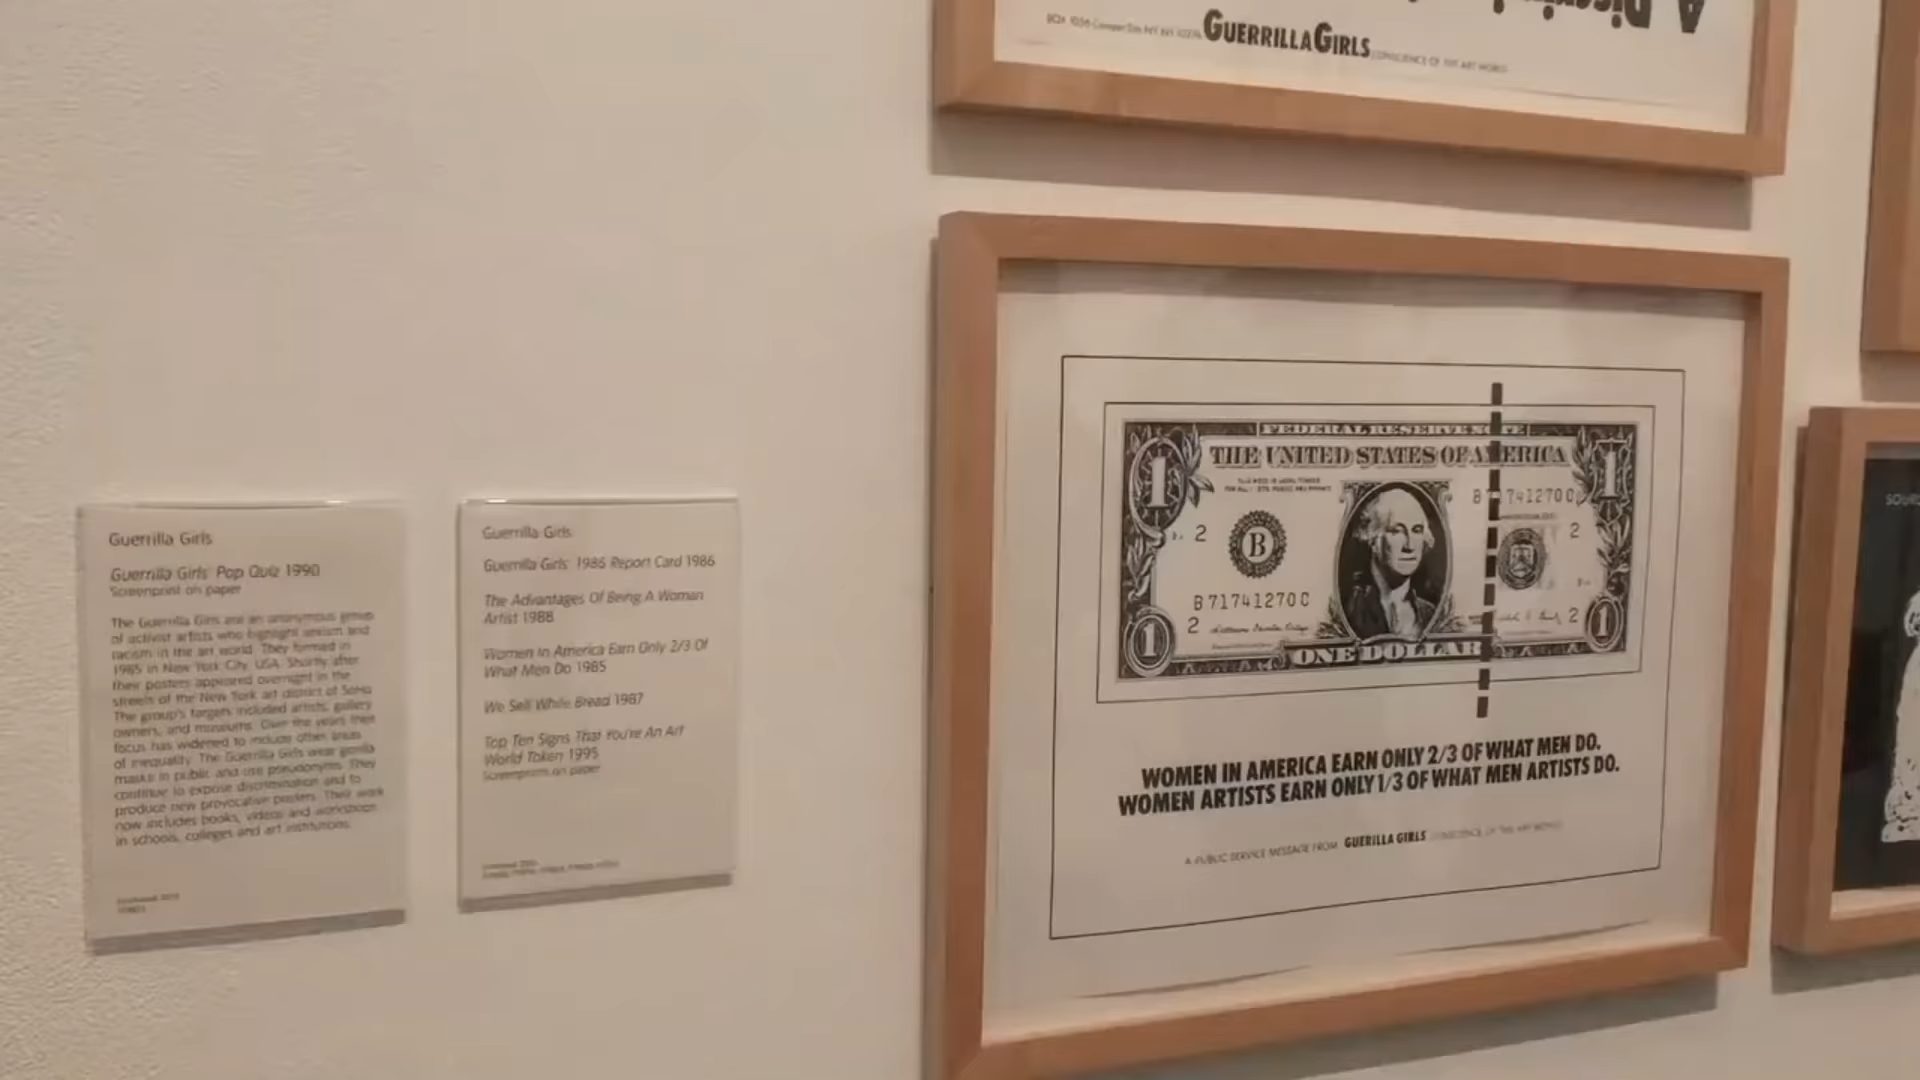 Guerrilla Girls
Guerrilla Girls' Pop Quiz 1990
Screenprint on paper
The Guerrilla Girls are an anonymous group
of activist artists who highlight sexism and
racism in the art world. They formed in
1985 in New York City, USA. Shortly after
their posters appeared overnight in the
streets of the New York art district of SoHo.
The group's targets included artists, gallery
owners, and museums. Over the years their
focus has widened to include other areas
of inequality. The Guerrilla Girls wear gorilla
masks in public and use pseudonyms. They
continue to expose discrimination and to
produce new provocative posters. Their work
now includes books, videos and workshops
in schools, colleges and art institutions.
Guerrilla Girls
Guerrilla Girls' 1986 Report Card 1986
The Advantages Of Being A Woman
Artist 1988
Women In America Earn Only 2/3 Of
What Men Do 1985
We Sell White Bread 1987
Top Ten Signs That You're An Art
World Token 1995
Screenprints on paper
GUERRILLA GIRLS CONSCIENCE OF THE ART WORLD
FEDERAL RESERVE NOTE
THE UNITED STATES OF AMERICA
1 1
B 71741270 C
2 B 2
B 71741270 C
2 2
1 ONE DOLLAR 1
WOMEN IN AMERICA EARN ONLY 2/3 OF WHAT MEN DO.
WOMEN ARTISTS EARN ONLY 1/3 OF WHAT MEN ARTISTS DO.
A PUBLIC SERVICE MESSAGE FROM GUERILLA GIRLS CONSCIENCE OF THE ART WORLD